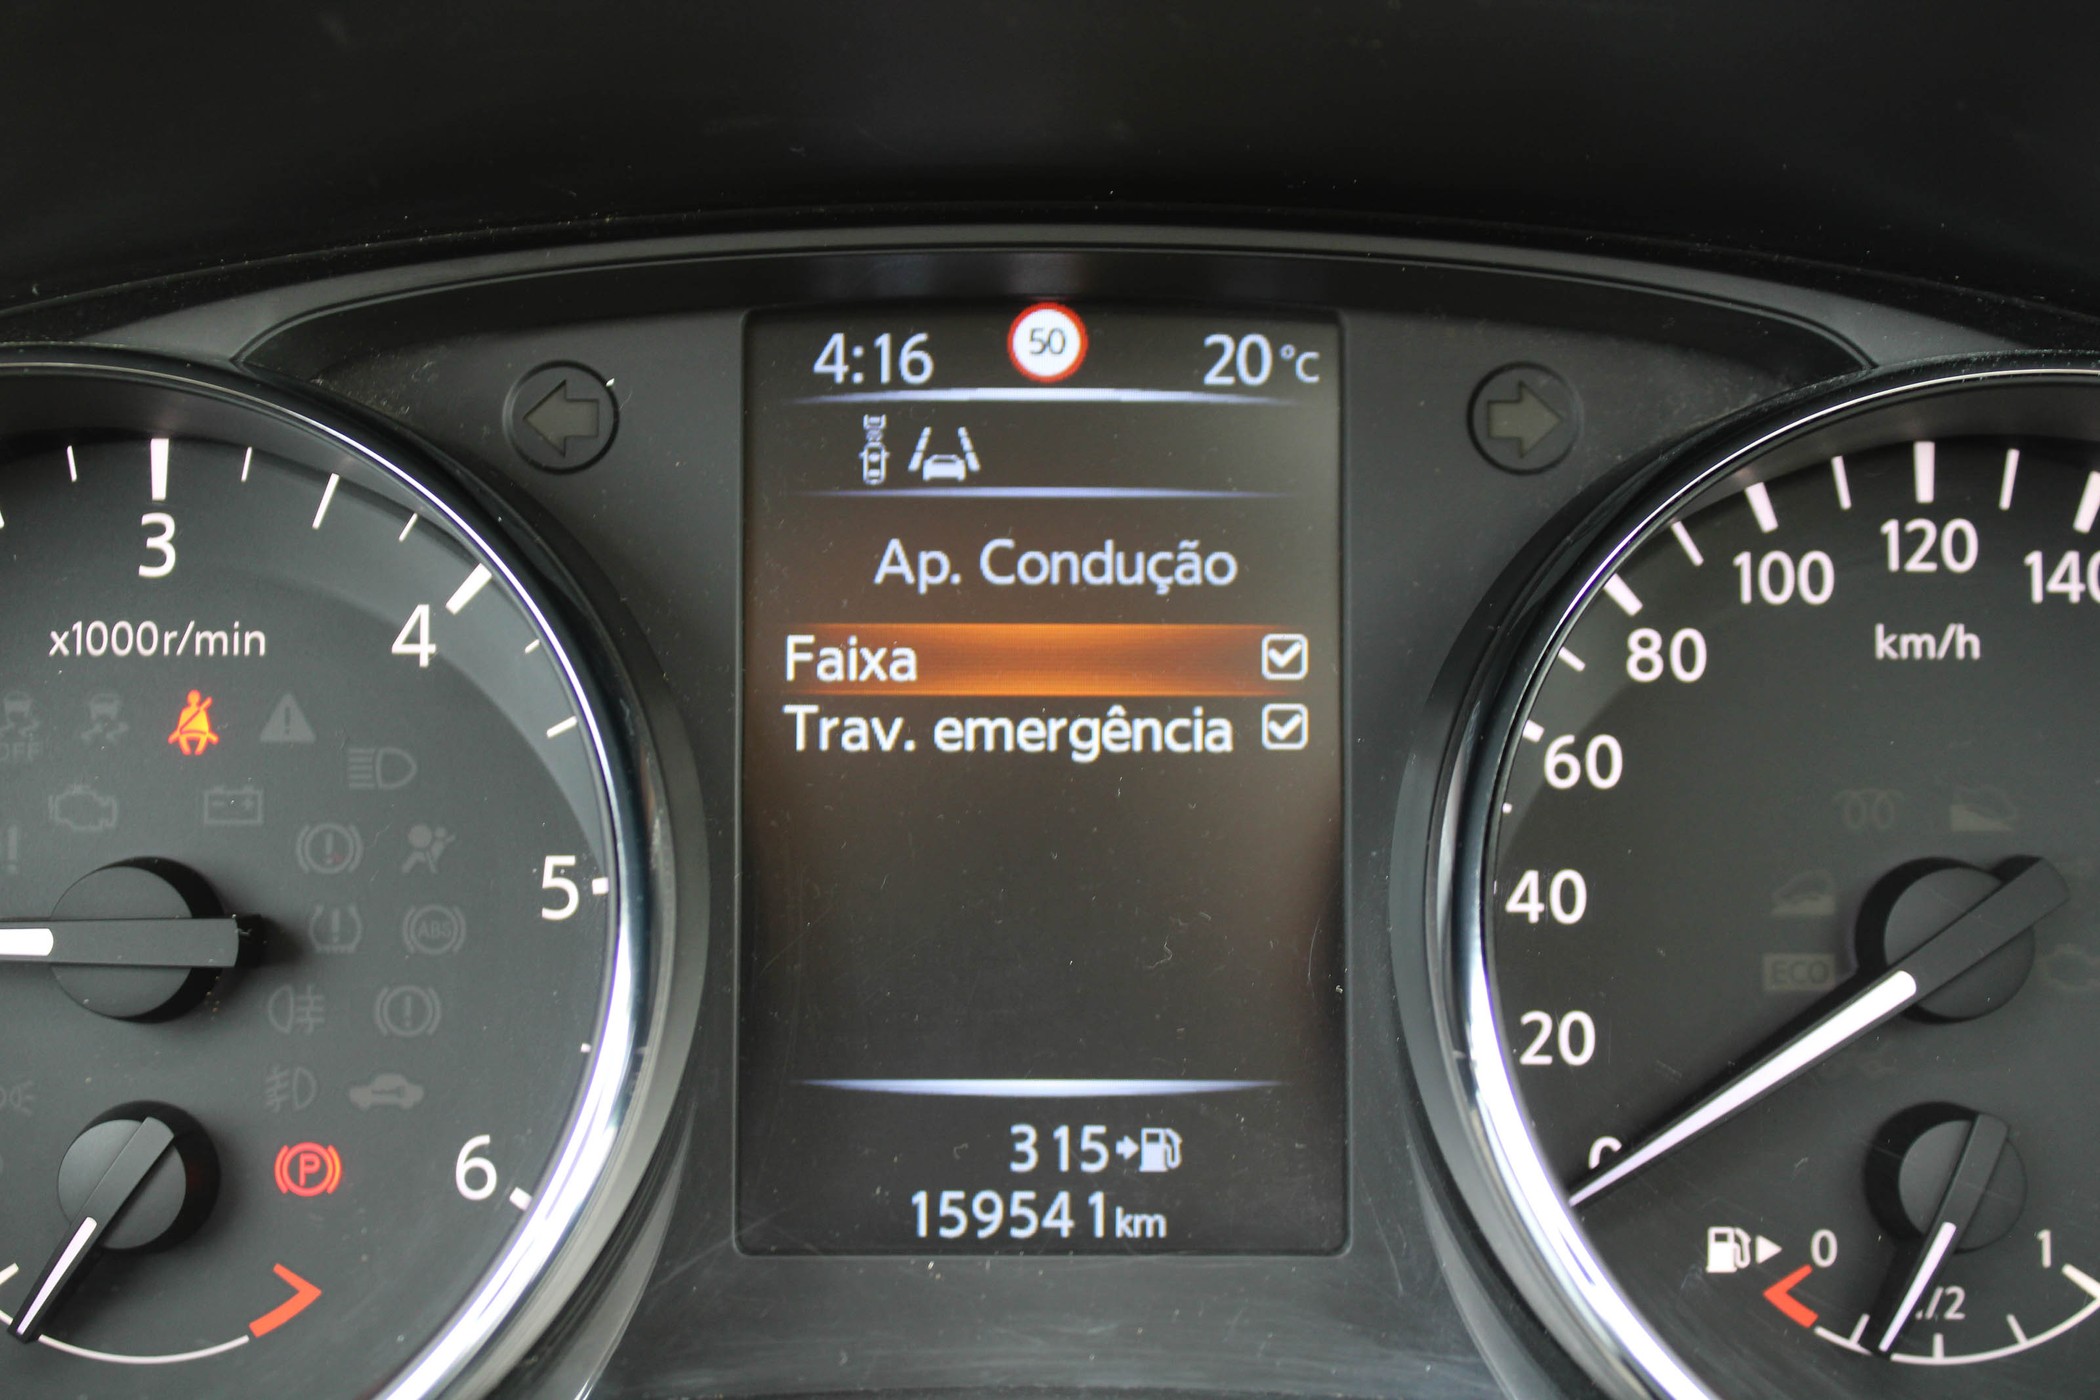 4:16 50 20°C
Ap. Condução
Faixa
Trav. emergência
315
159541km
3
4
5
6
x1000r/min
OFF
ABS
P
20
40
60
80
100
120
km/h
ECO
0
0
1/2
1